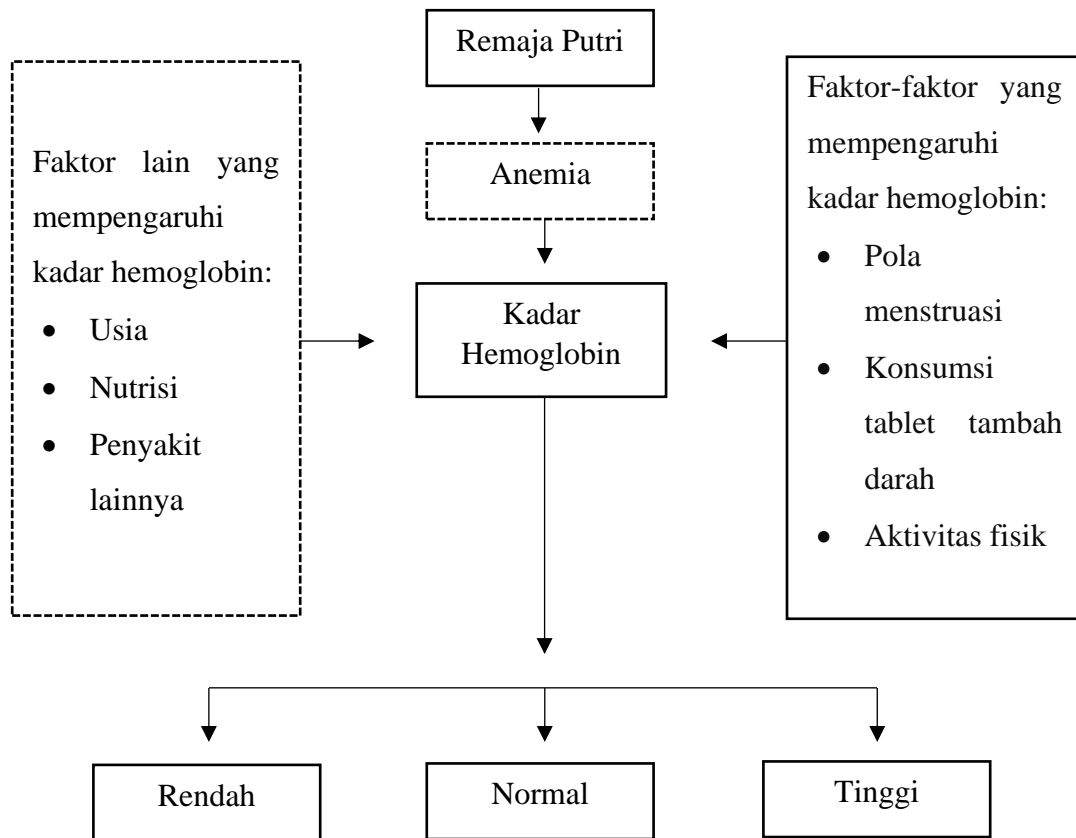 Remaja Putri
Anemia
Kadar
Hemoglobin
Faktor lain yang
mempengaruhi
kadar hemoglobin:
• Usia
• Nutrisi
• Penyakit
lainnya
Faktor-faktor yang
mempengaruhi
kadar hemoglobin:
• Pola
menstruasi
• Konsumsi
tablet tambah
darah
• Aktivitas fisik
Rendah
Normal
Tinggi